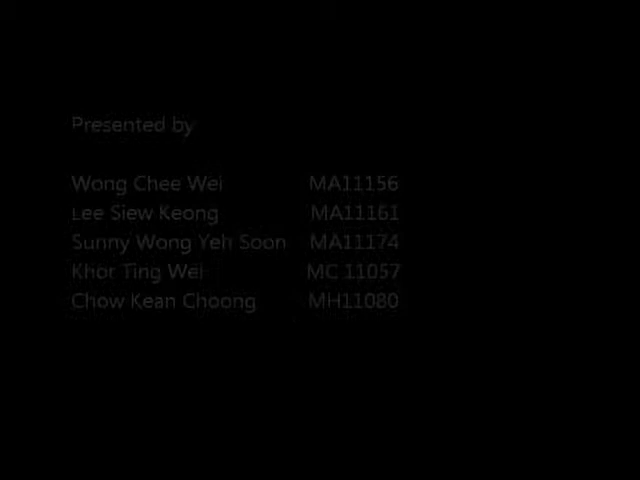 Presented by
Wong Chee Wei MA11156
Lee Siew Keong MA11161
Sunny Wong Yeh Soon MA11174
Khor Ting Wei MC 11057
Chow Kean Choong MH11080